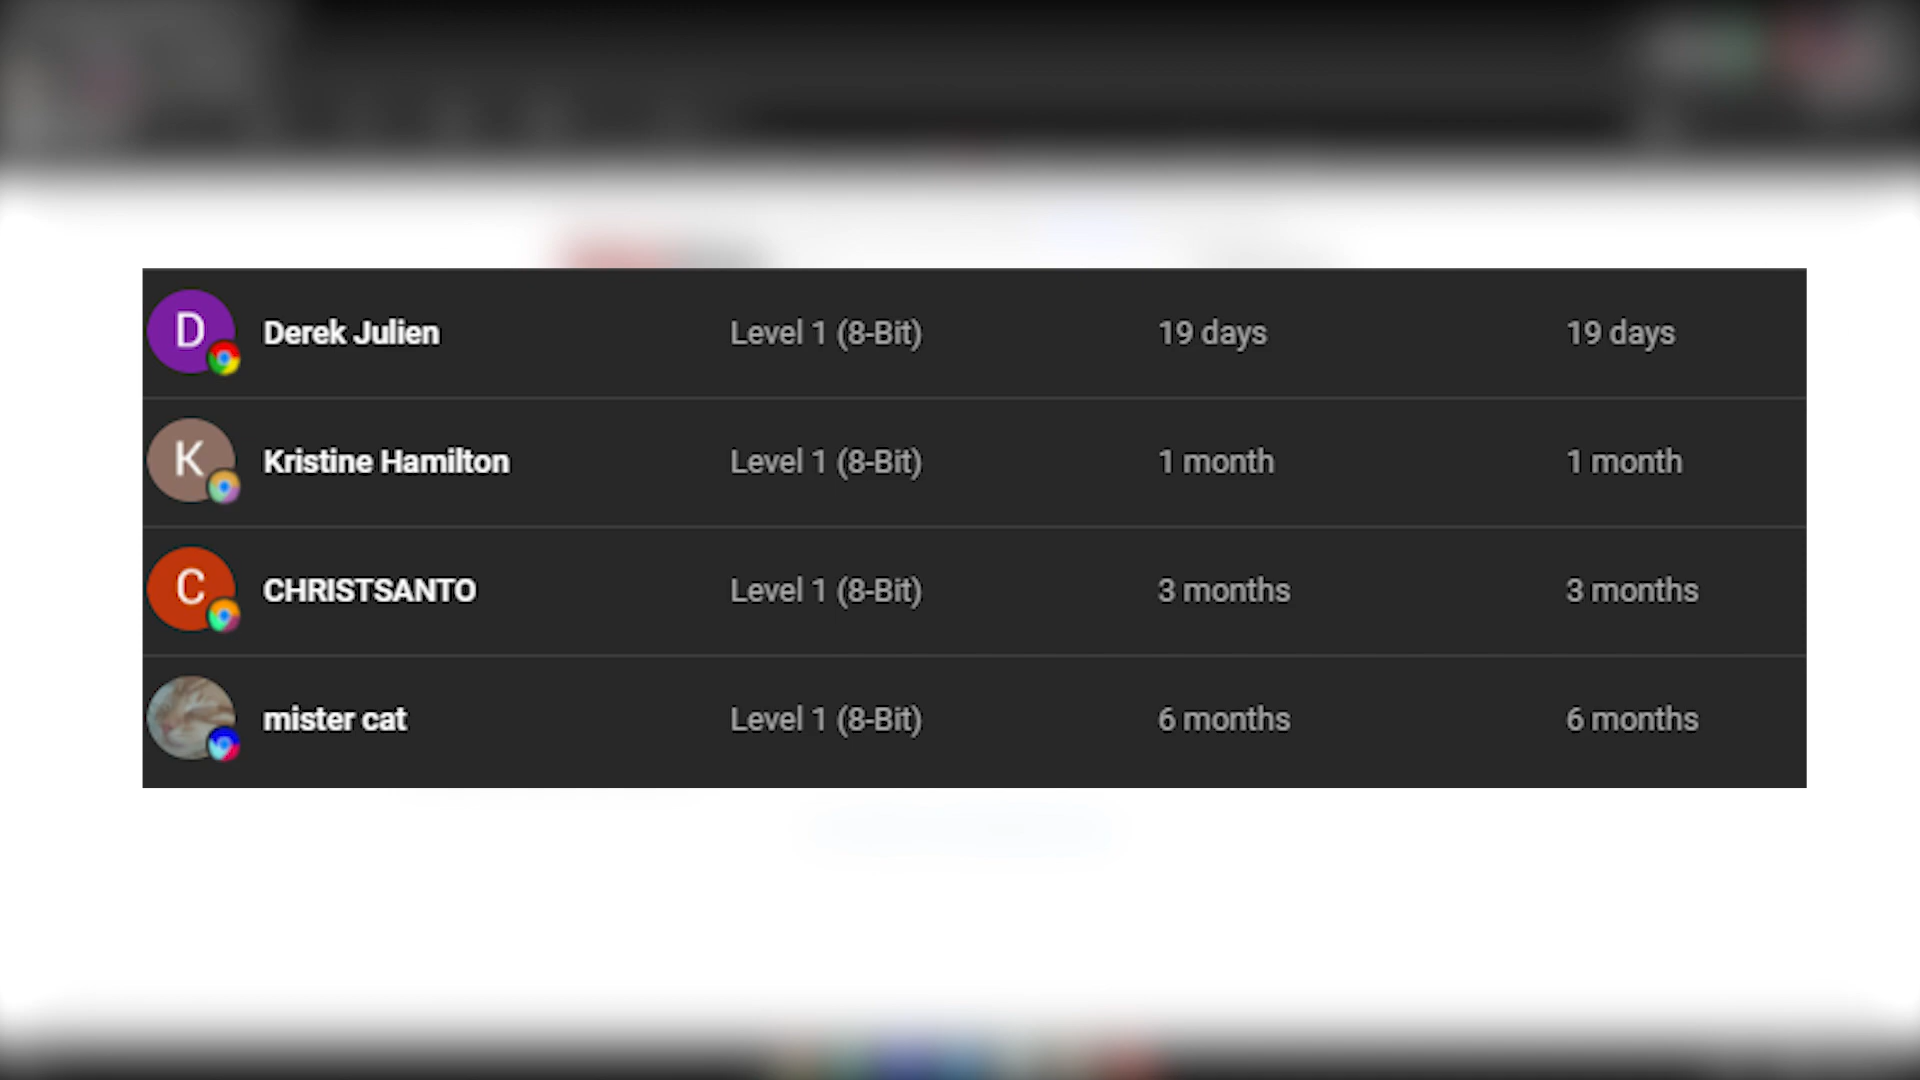 D Derek Julien Level 1 (8-Bit) 19 days 19 days
K Kristine Hamilton Level 1 (8-Bit) 1 month 1 month
C CHRISTSANTO Level 1 (8-Bit) 3 months 3 months
mister cat Level 1 (8-Bit) 6 months 6 months